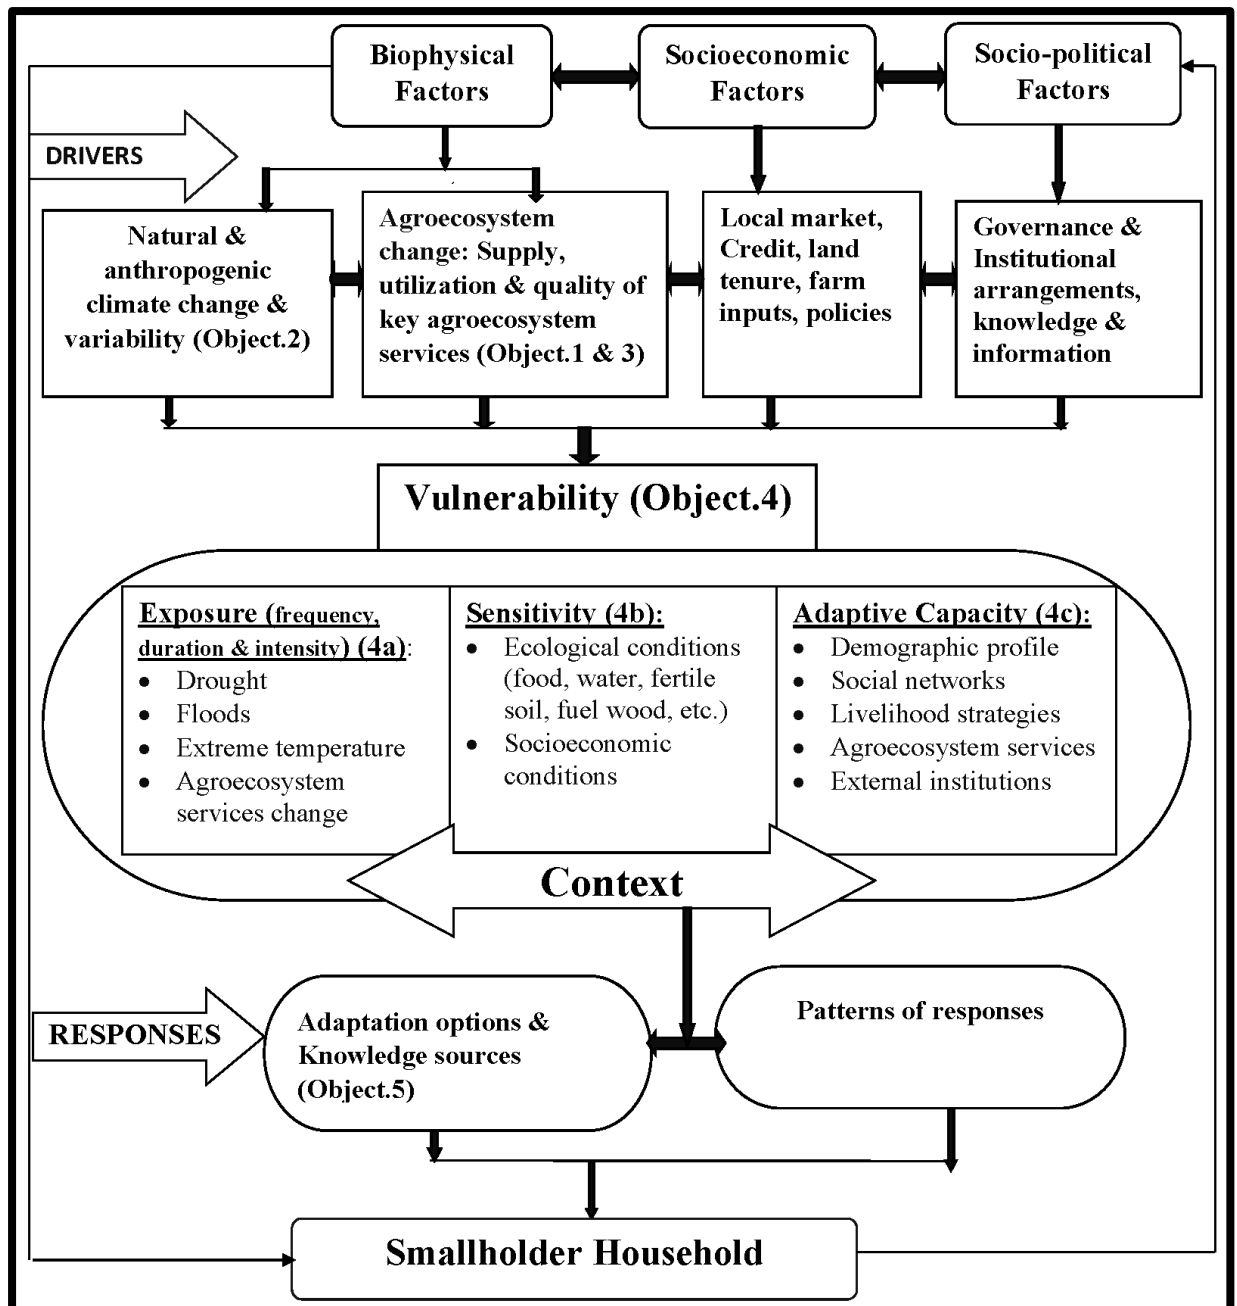 Biophysical
Factors
Socioeconomic
Factors
Socio-political
Factors
DRIVERS
Natural &
anthropogenic
climate change &
variability (Object.2)
Agroecosystem
change: Supply,
utilization & quality of
key agroecosystem
services (Object.1 & 3)
Local market,
Credit, land
tenure, farm
inputs, policies
Governance &
Institutional
arrangements,
knowledge &
information
Vulnerability (Object.4)
Exposure (frequency,
duration & intensity) (4a):
• Drought
• Floods
• Extreme temperature
• Agroecosystem
services change
Sensitivity (4b):
• Ecological conditions
(food, water, fertile
soil, fuel wood, etc.)
• Socioeconomic
conditions
Adaptive Capacity (4c):
• Demographic profile
• Social networks
• Livelihood strategies
• Agroecosystem services
• External institutions
Context
RESPONSES
Adaptation options &
Knowledge sources
(Object.5)
Patterns of responses
Smallholder Household